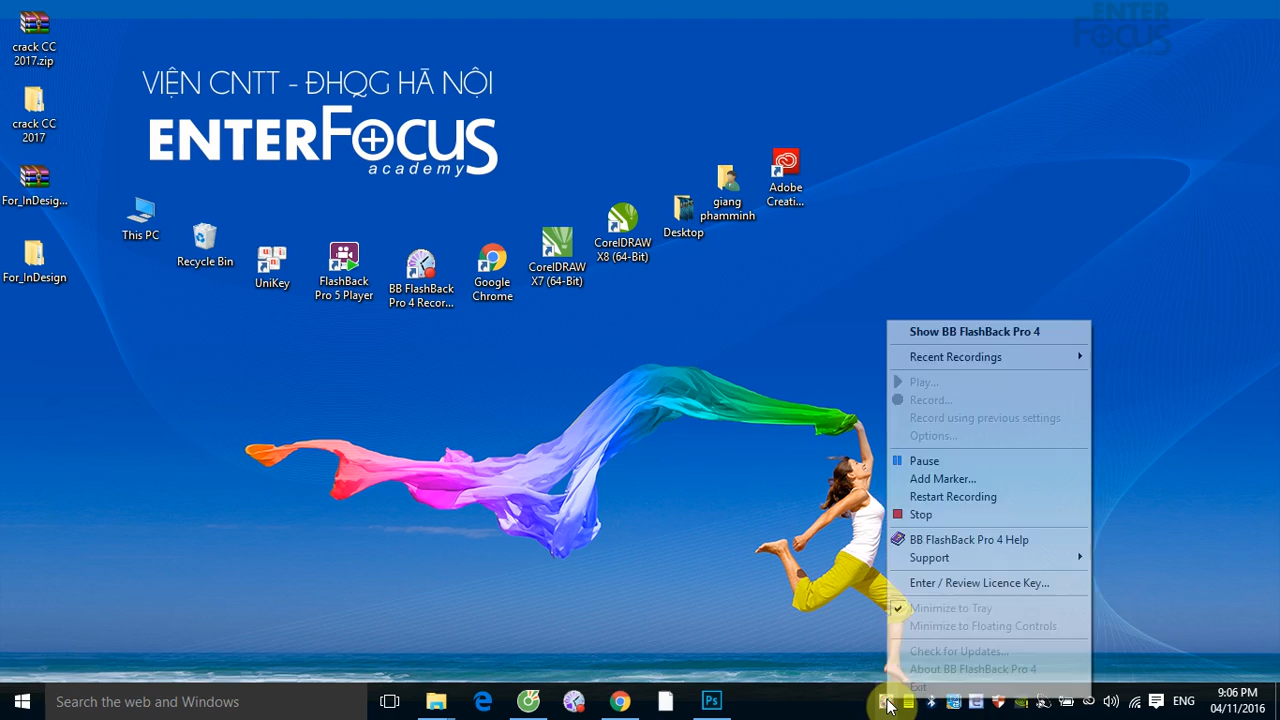 ENTER
FOCUS
crack CC
2017.zip
VIỆN CNTT - ĐHQG HÃ NỘI
ENTERFOCUS
academy
crack CC
2017
For_InDesign...
For_InDesign
This PC
Recycle Bin
UniKey
FlashBack
Pro 5 Player
BB FlashBack
Pro 4 Recor...
Google
Chrome
CorelDRAW
X7 (64-Bit)
CorelDRAW
X8 (64-Bit)
Desktop
giang
phamminh
Adobe
Creati...
Show BB FlashBack Pro 4
Recent Recordings
Play...
Record...
Record using previous settings
Options...
Pause
Add Marker...
Restart Recording
Stop
BB FlashBack Pro 4 Help
Support
Enter / Review Licence Key...
Minimize to Tray
Minimize to Floating Controls
Check for Updates...
About BB FlashBack Pro 4
Exit
Search the web and Windows
Ps
ENG
9:06 PM
04/11/2016